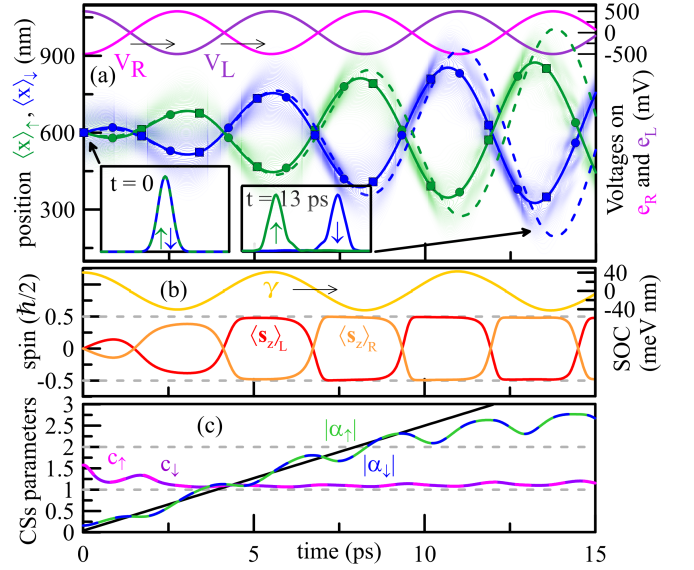 500
0
-500
900
600
300
position ⟨x⟩↑, ⟨x⟩↓ (nm)
Voltages on
e_R and e_L (mV)
V_R
V_L
(a)
t = 0
t = 13 ps
↑ ↓
↑ ↓
(b)
γ
40
0
-40
0.5
0
-0.5
spin (ħ/2)
SOC
(meV nm)
⟨s_z⟩_L
⟨s_z⟩_R
(c)
3
2.5
2
1.5
1
0.5
0
CSs parameters
c↑
c↓
|α↑|
|α↓|
0 5 10 15
time (ps)